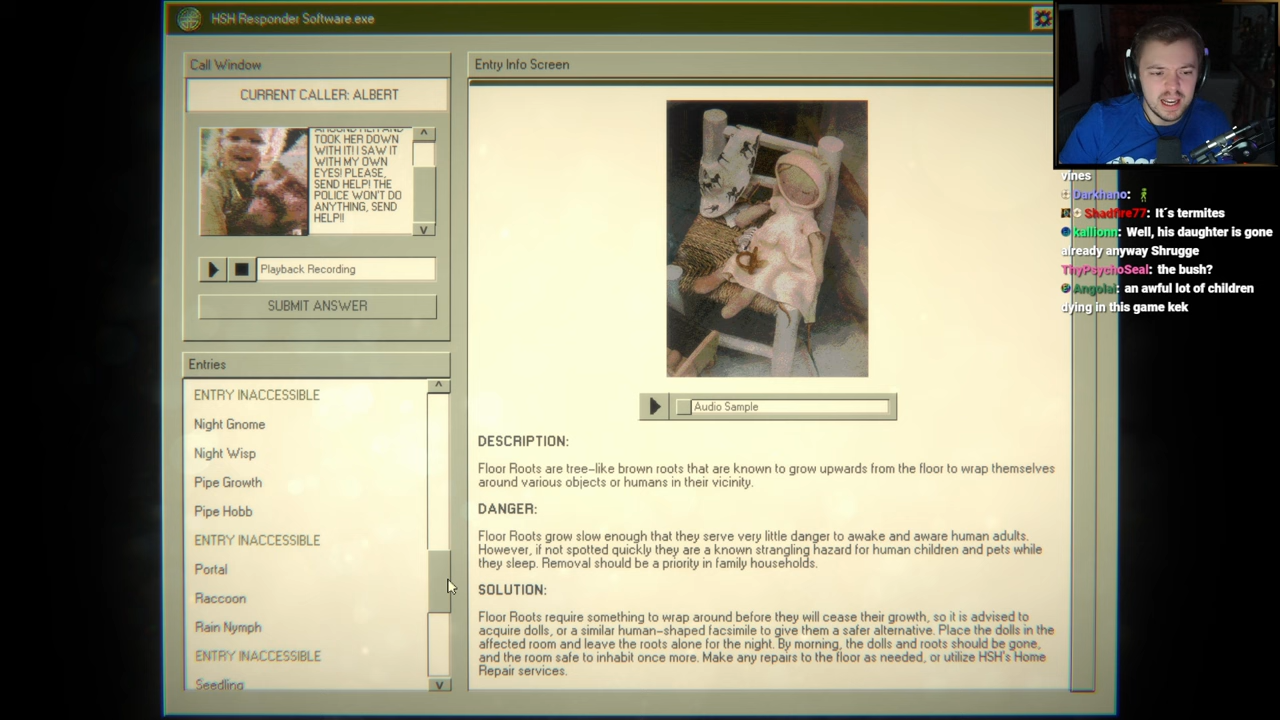 HSH Responder Software.exe
Call Window
CURRENT CALLER: ALBERT
AROUND HER AND
TOOK HER DOWN
WITH IT! I SAW IT
WITH MY OWN
EYES! PLEASE,
SEND HELP! THE
POLICE WON'T DO
ANYTHING, SEND
HELP!!
Playback Recording
SUBMIT ANSWER
Entries
ENTRY INACCESSIBLE
Night Gnome
Night Wisp
Pipe Growth
Pipe Hobb
ENTRY INACCESSIBLE
Portal
Raccoon
Rain Nymph
ENTRY INACCESSIBLE
Seedling
Entry Info Screen
Audio Sample
DESCRIPTION:
Floor Roots are tree-like brown roots that are known to grow upwards from the floor to wrap themselves
around various objects or humans in their vicinity.
DANGER:
Floor Roots grow slow enough that they serve very little danger to awake and aware human adults.
However, if not spotted quickly they are a known strangling hazard for human children and pets while
they sleep. Removal should be a priority in family households.
SOLUTION:
Floor Roots require something to wrap around before they will cease their growth, so it is advised to
acquire dolls, or a similar human-shaped facsimile to give them a safer alternative. Place the dolls in the
affected room and leave the roots alone for the night. By morning, the dolls and roots should be gone,
and the room safe to inhabit once more. Make any repairs to the floor as needed, or utilize HSH's Home
Repair services.
vines
Darkhano:
Shadfire77: It´s termites
kallionn: Well, his daughter is gone
already anyway Shrugge
ThyPsychoSeal: the bush?
Angolai: an awful lot of children
dying in this game kek